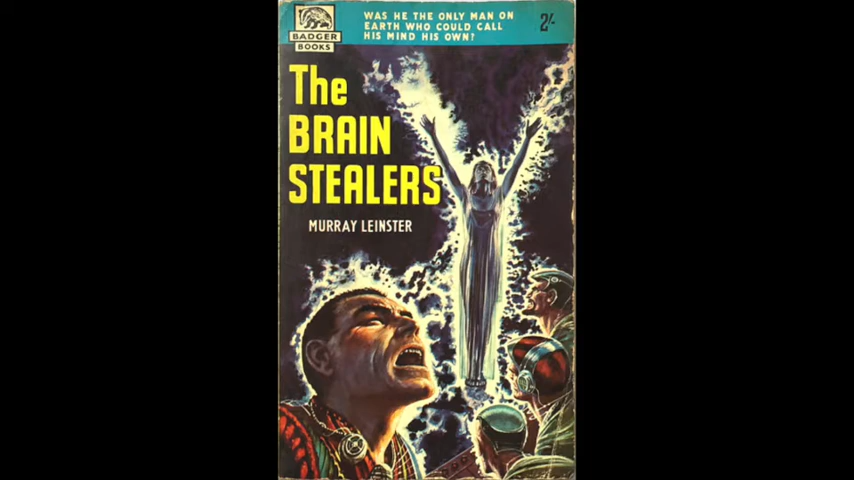 WAS HE THE ONLY MAN ON
EARTH WHO COULD CALL
HIS MIND HIS OWN?
2/-
BADGER
BOOKS
The
BRAIN
STEALERS
MURRAY LEINSTER